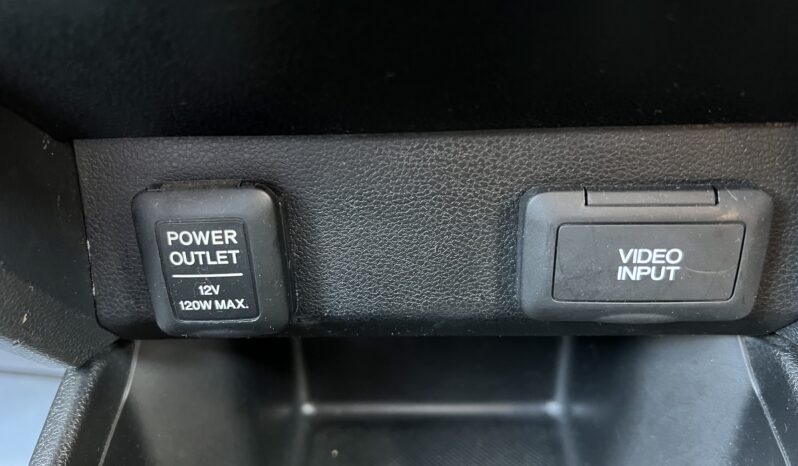 POWER
OUTLET
12V
120W MAX.
VIDEO
INPUT